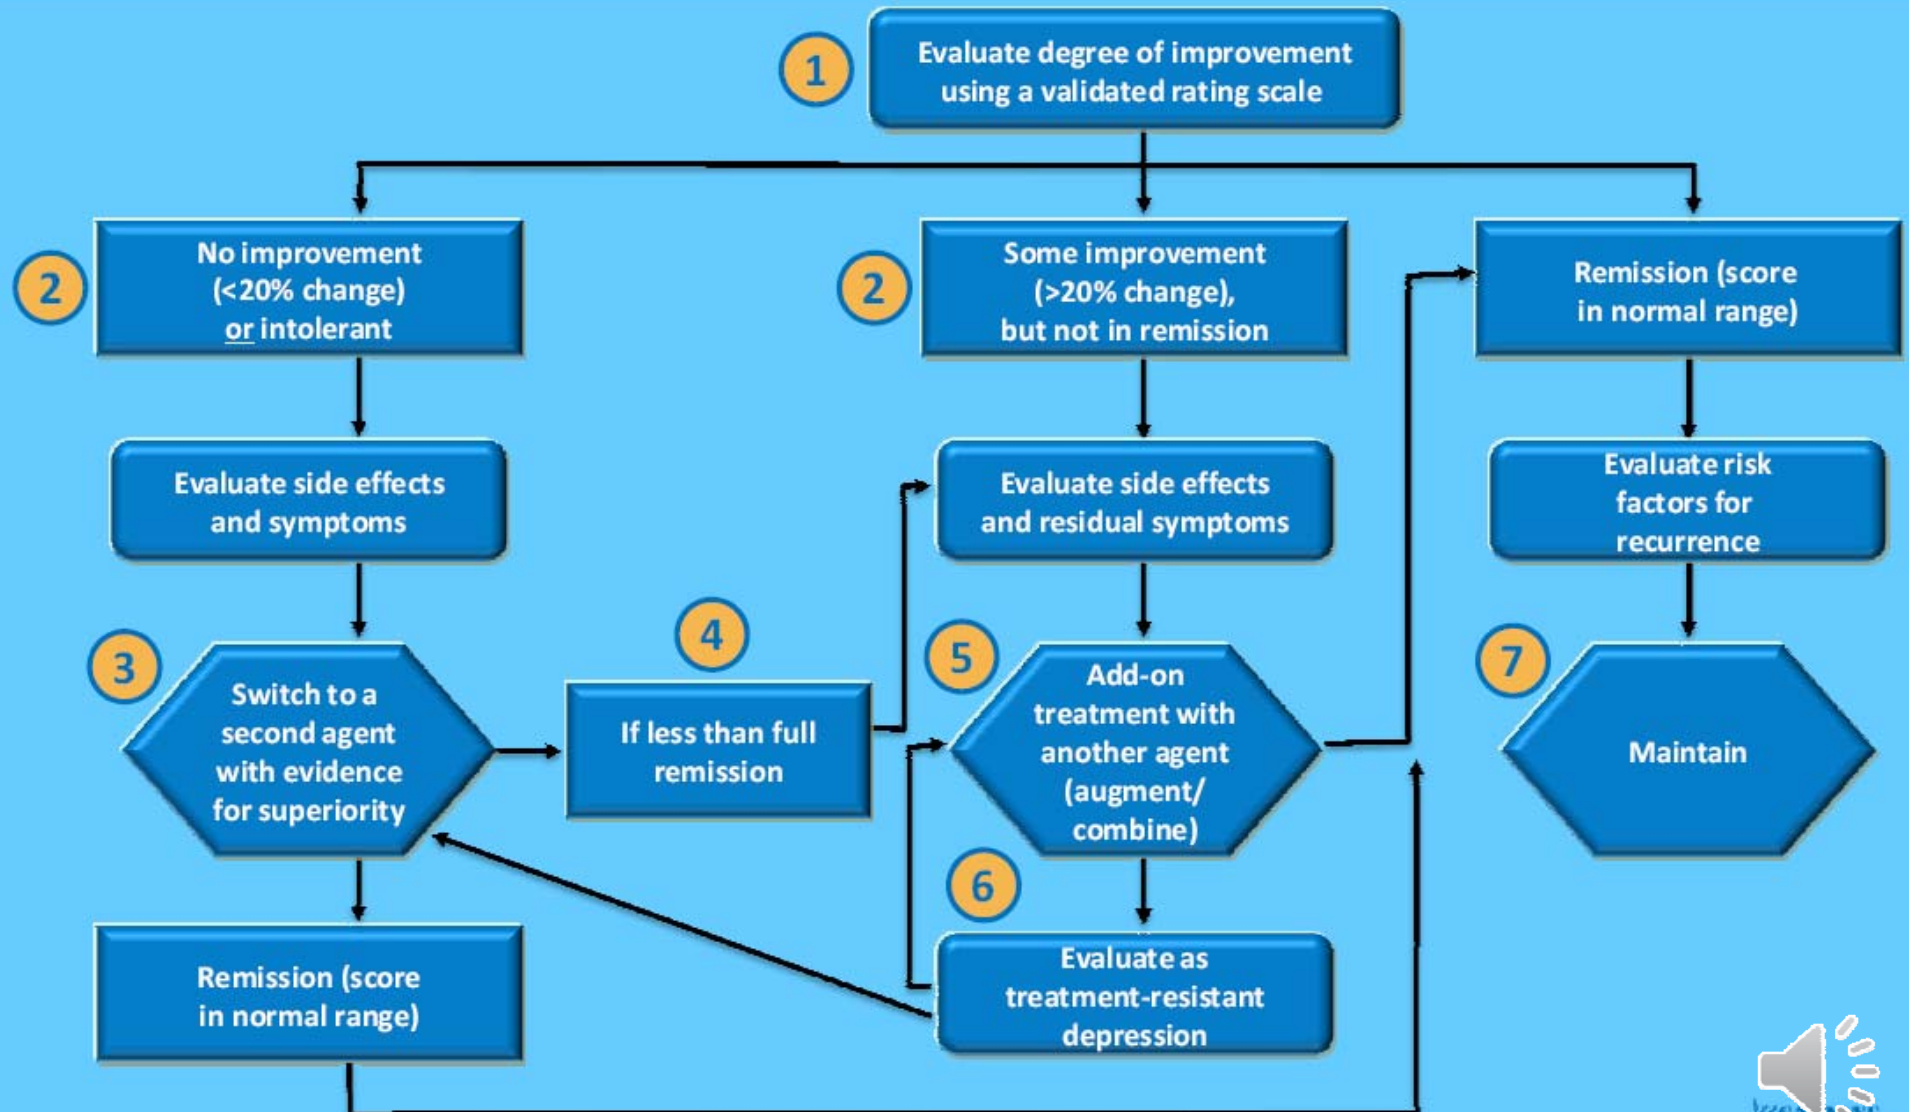 1
Evaluate degree of improvement
using a validated rating scale
2
No improvement
(<20% change)
or intolerant
2
Some improvement
(>20% change),
but not in remission
Remission (score
in normal range)
Evaluate side effects
and symptoms
Evaluate side effects
and residual symptoms
Evaluate risk
factors for
recurrence
3
Switch to a
second agent
with evidence
for superiority
4
If less than full
remission
5
Add-on
treatment with
another agent
(augment/
combine)
7
Maintain
6
Evaluate as
treatment-resistant
depression
Remission (score
in normal range)